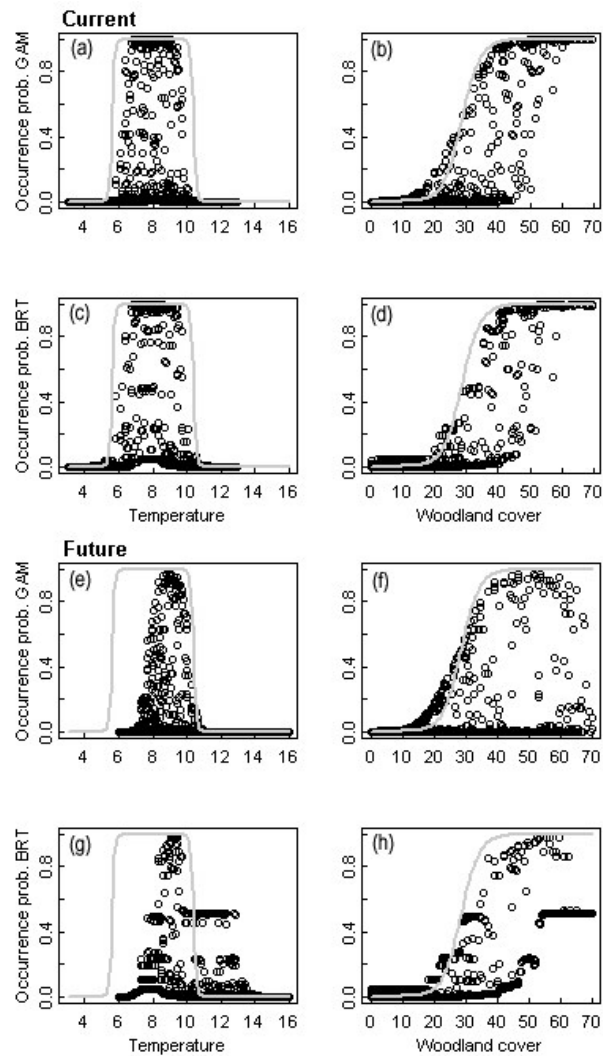 Current
(a) (b)
Occurrence prob. GAM
0.0 0.4 0.8
0.0 0.4 0.8
4 6 8 10 12 14 16
0 10 20 30 40 50 60 70
(c) (d)
Occurrence prob. BRT
0.0 0.4 0.8
0.0 0.4 0.8
4 6 8 10 12 14 16
0 10 20 30 40 50 60 70
Temperature Woodland cover
Future
(e) (f)
Occurrence prob. GAM
0.0 0.4 0.8
0.0 0.4 0.8
4 6 8 10 12 14 16
0 10 20 30 40 50 60 70
(g) (h)
Occurrence prob. BRT
0.0 0.4 0.8
0.0 0.4 0.8
4 6 8 10 12 14 16
0 10 20 30 40 50 60 70
Temperature Woodland cover